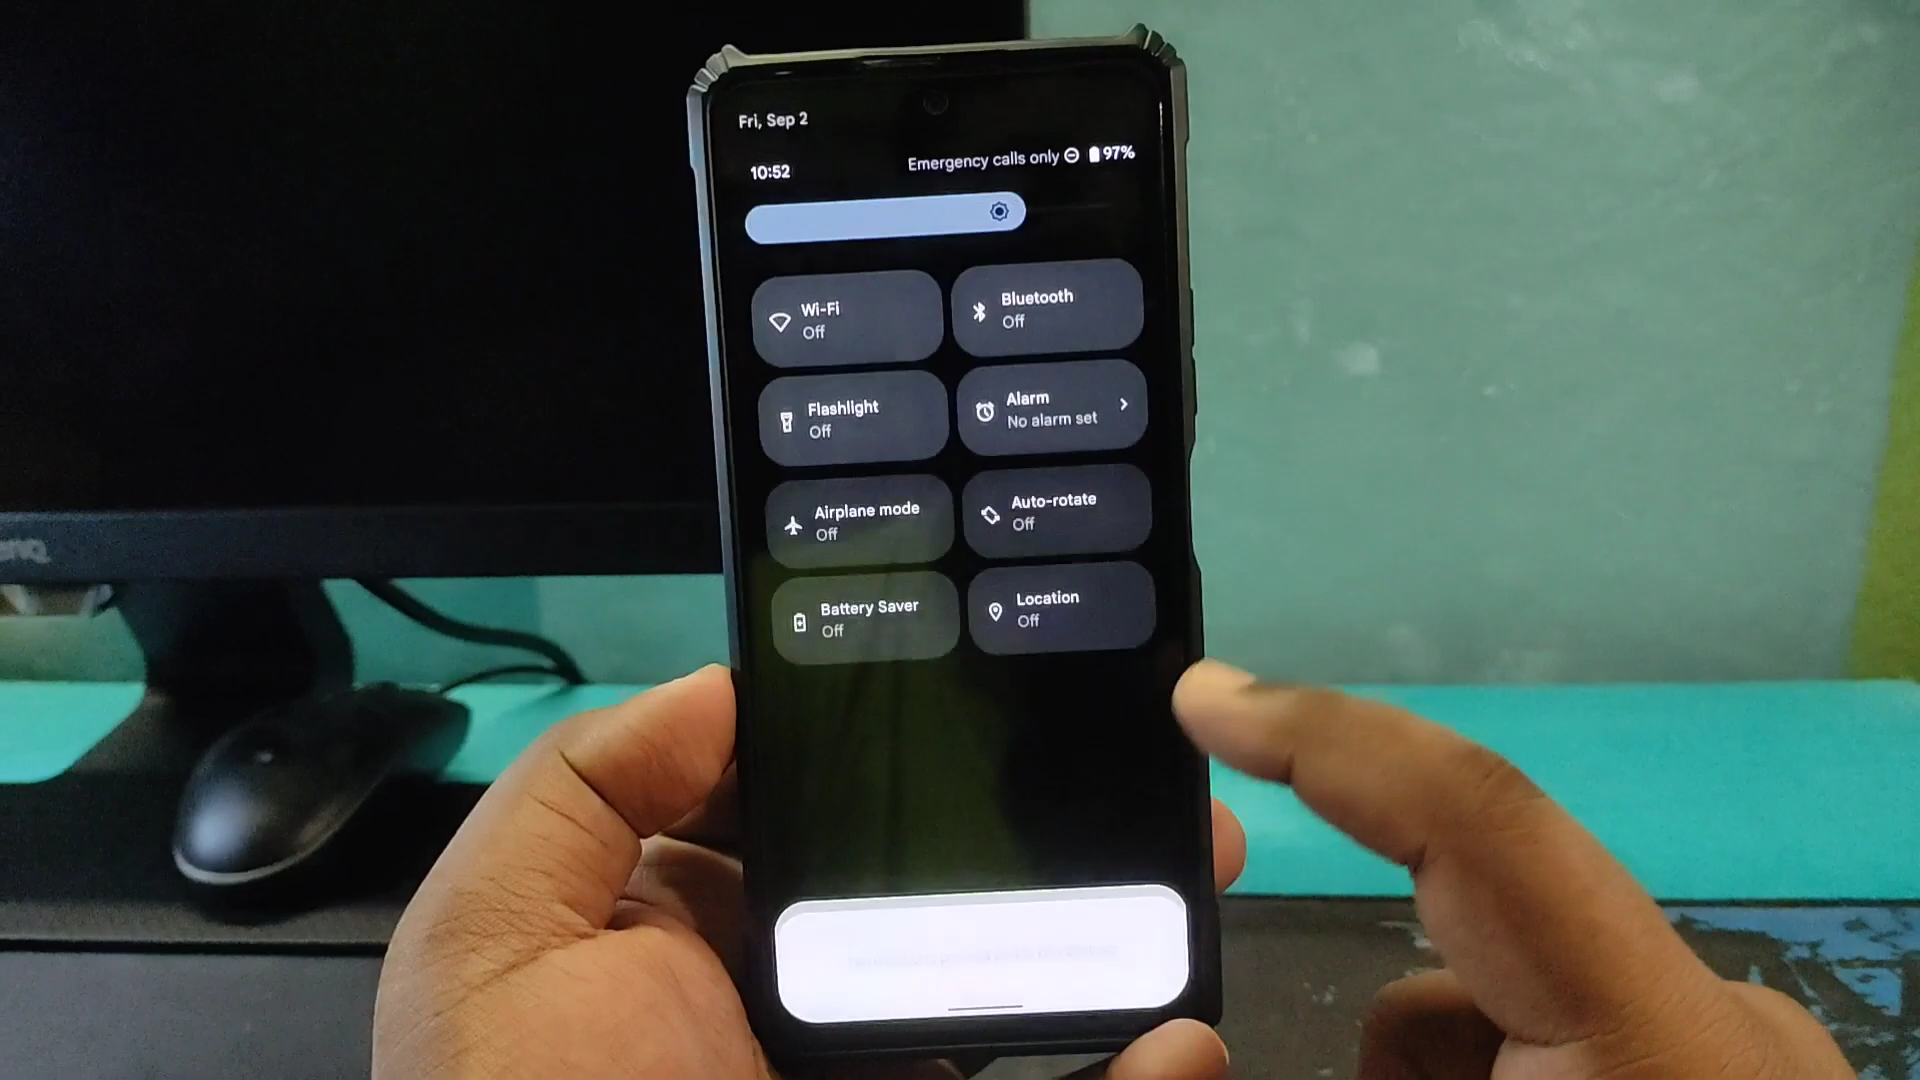 Fri, Sep 2
10:52
Emergency calls only
97%
Wi-Fi
Off
Bluetooth
Off
Flashlight
Off
Alarm
No alarm set
Airplane mode
Off
Auto-rotate
Off
Battery Saver
Off
Location
Off